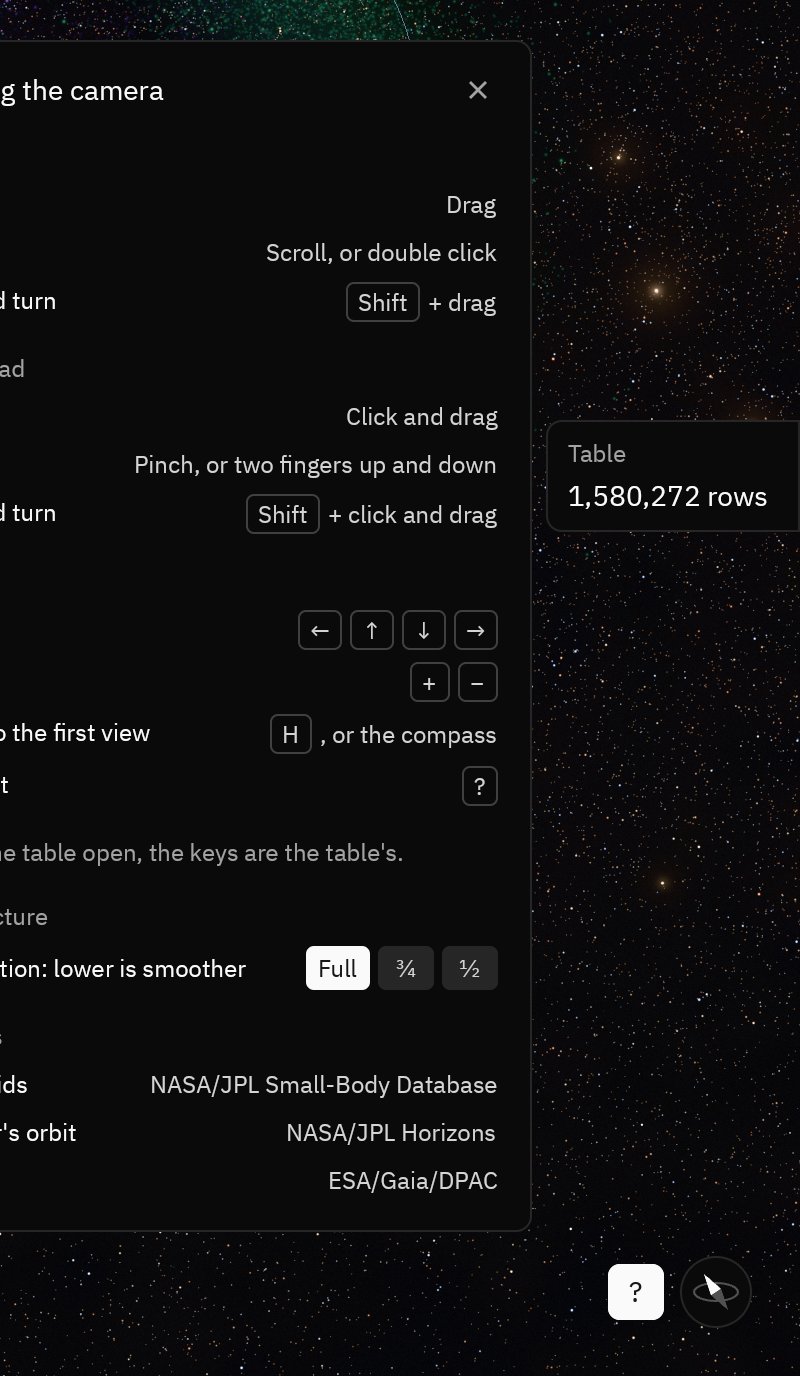 g the camera ✕
Drag
Scroll, or double click
d turn Shift + drag
ad
Click and drag
Pinch, or two fingers up and down
d turn Shift + click and drag
Table
1,580,272 rows
← ↑ ↓ →
+ −
o the first view H , or the compass
t ?
ne table open, the keys are the table's.
cture
tion: lower is smoother Full ¾ ½
s
ids NASA/JPL Small-Body Database
r's orbit NASA/JPL Horizons
ESA/Gaia/DPAC
?